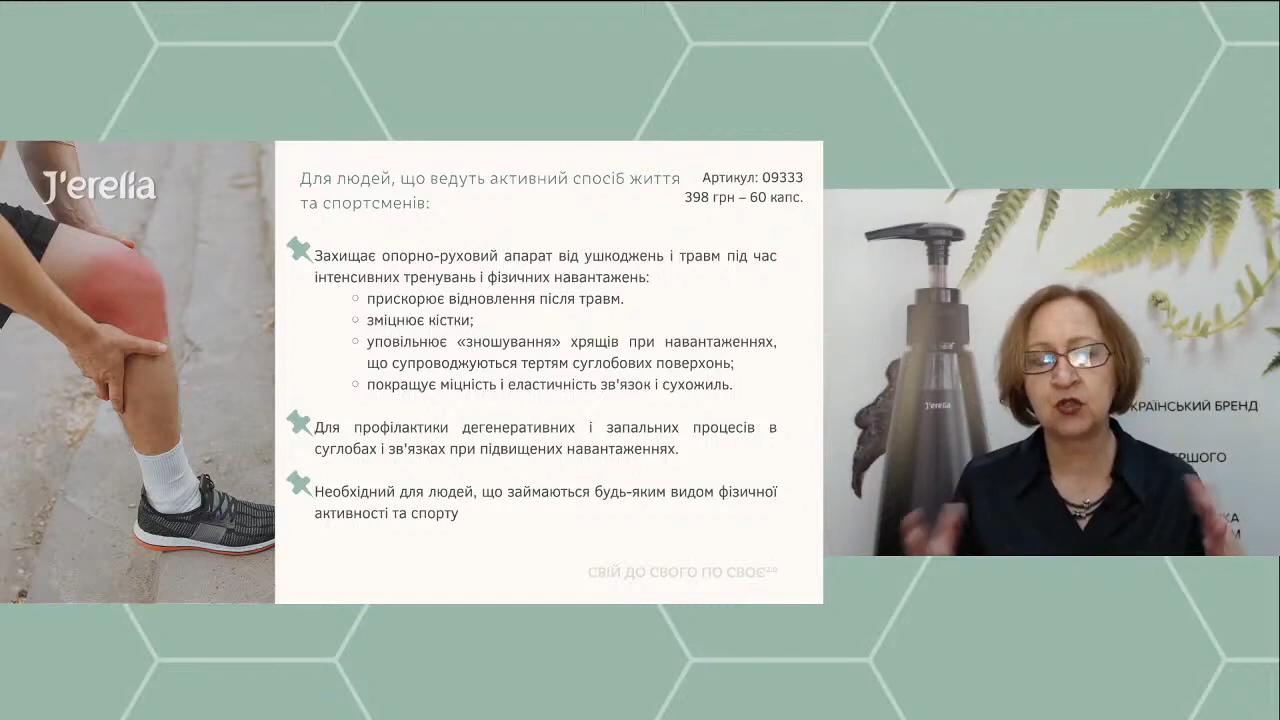 J'erelia
Для людей, що ведуть активний спосіб життя
та спортсменів:
Артикул: 09333
398 грн – 60 капс.
Захищає опорно-руховий апарат від ушкоджень і травм під час
інтенсивних тренувань і фізичних навантажень:
прискорює відновлення після травм.
зміцнює кістки;
уповільнює «зношування» хрящів при навантаженнях,
що супроводжуються тертям суглобових поверхонь;
покращує міцність і еластичність зв'язок і сухожиль.
Для профілактики дегенеративних і запальних процесів в
суглобах і зв'язках при підвищених навантаженнях.
Необхідний для людей, що займаються будь-яким видом фізичної
активності та спорту
СВІЙ ДО СВОГО ПО СВОЄ 2.0
J'erelia
КРАЇНСЬКИЙ БРЕНД